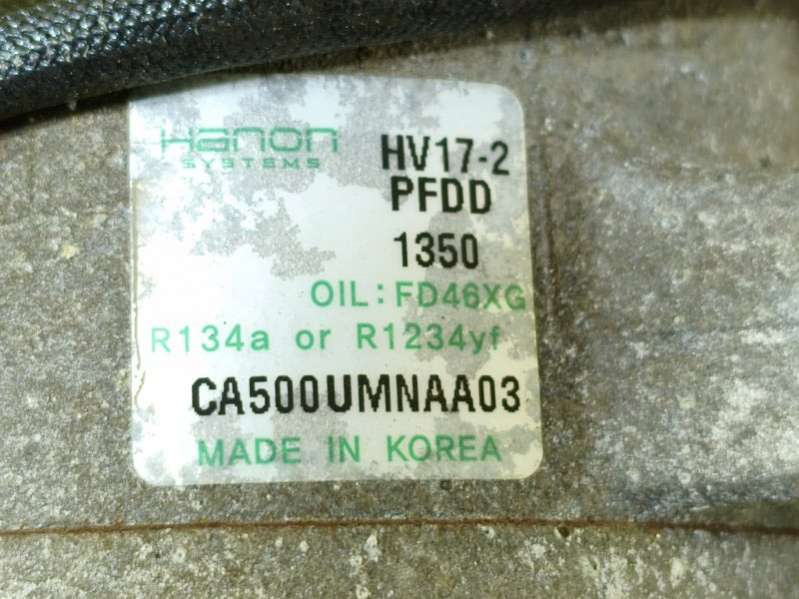 Hanon
SYSTEMS
HV17-2
PFDD
1350
OIL: FD46XG
R134a or R1234yf
CA500UMNAA03
MADE IN KOREA